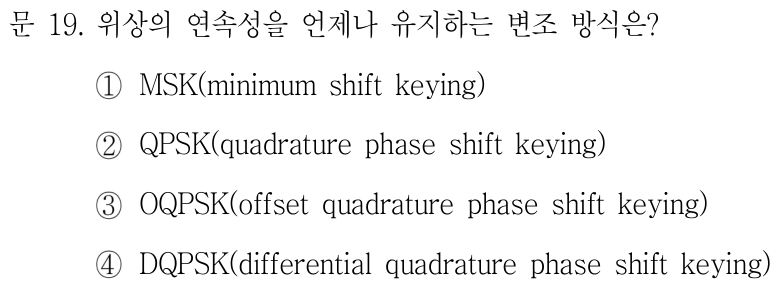 문 19. 위상의 연속성을 언제나 유지하는 변조 방식은?
① MSK(minimum shift keying)
② QPSK(quadrature phase shift keying)
③ OQPSK(offset quadrature phase shift keying)
④ DQPSK(differential quadrature phase shift keying)